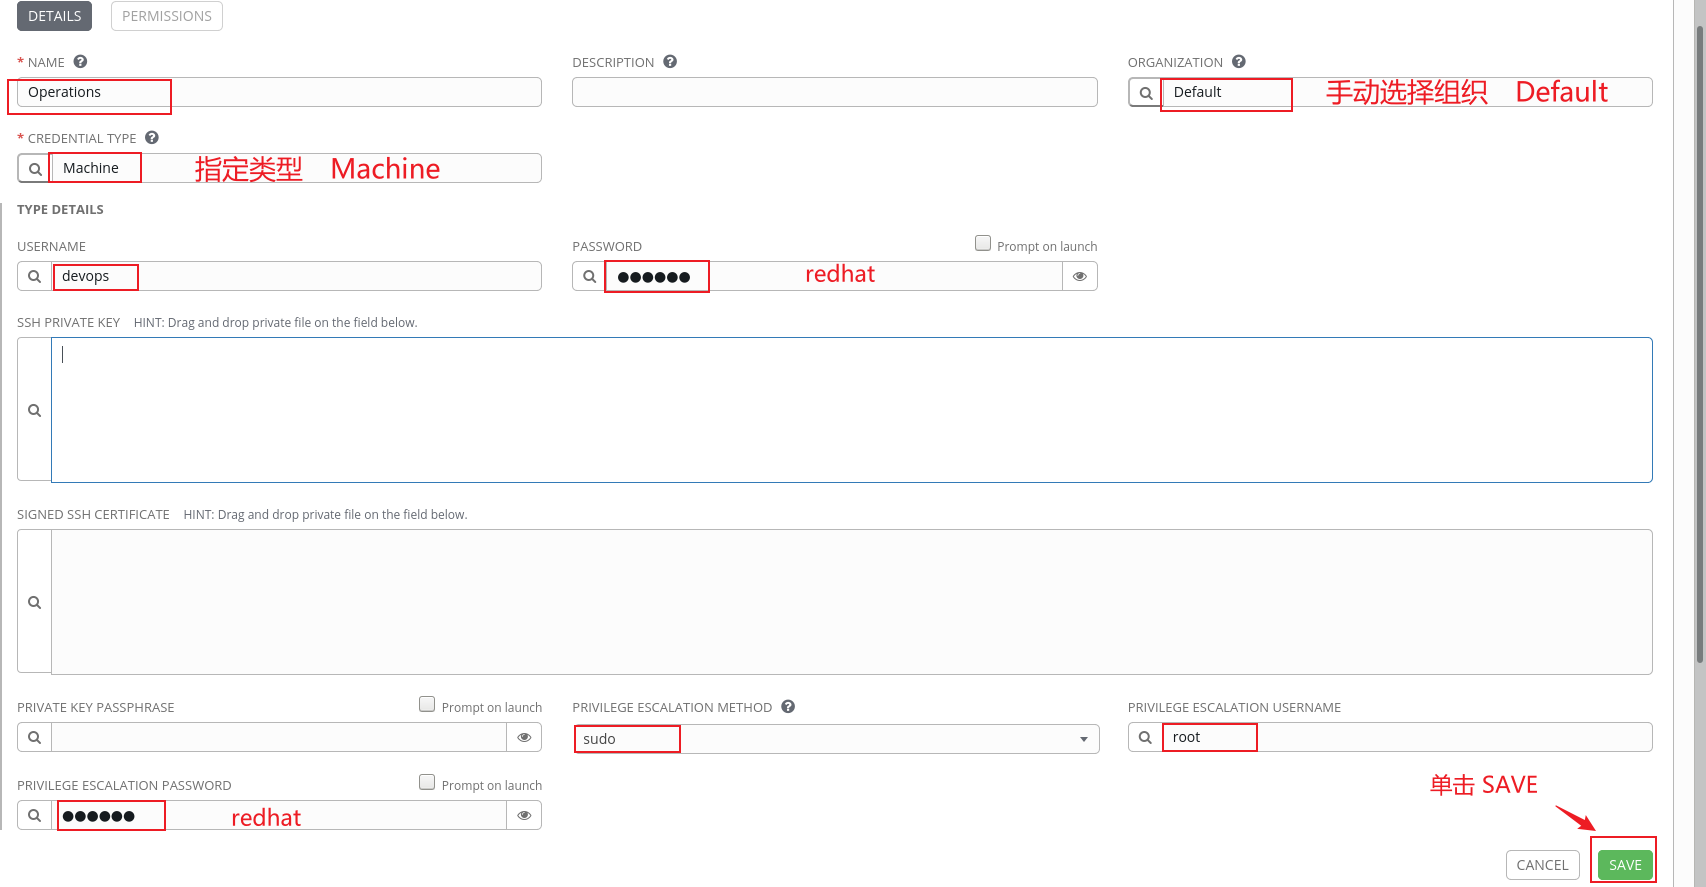 DETAILS PERMISSIONS
* NAME DESCRIPTION ORGANIZATION
Operations Default 手动选择组织 Default
* CREDENTIAL TYPE
Machine 指定类型 Machine
TYPE DETAILS
USERNAME PASSWORD Prompt on launch
devops ●●●●●● redhat
SSH PRIVATE KEY HINT: Drag and drop private file on the field below.
SIGNED SSH CERTIFICATE HINT: Drag and drop private file on the field below.
PRIVATE KEY PASSPHRASE Prompt on launch PRIVILEGE ESCALATION METHOD PRIVILEGE ESCALATION USERNAME
sudo root
PRIVILEGE ESCALATION PASSWORD Prompt on launch
单击 SAVE
●●●●●● redhat
CANCEL SAVE